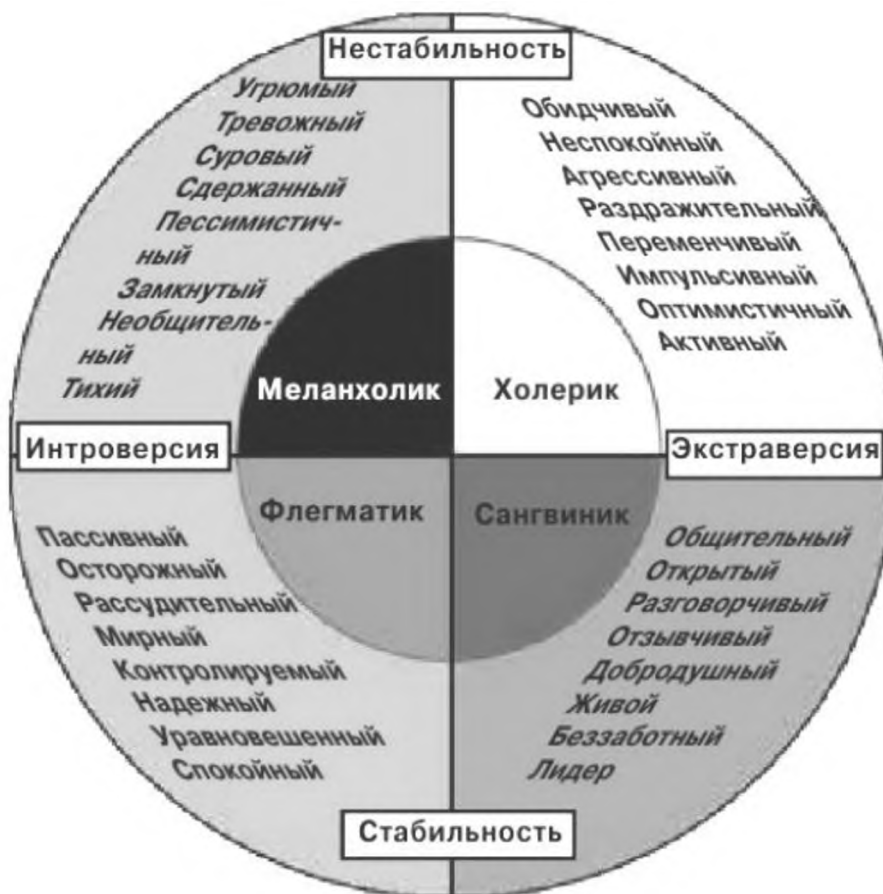 Нестабильность
Угрюмый
Тревожный
Суровый
Сдержанный
Пессимистич-
ный
Замкнутый
Необщитель-
ный
Тихий
Обидчивый
Неспокойный
Агрессивный
Раздражительный
Переменчивый
Импульсивный
Оптимистичный
Активный
Меланхолик
Холерик
Интроверсия
Экстраверсия
Флегматик
Сангвиник
Пассивный
Осторожный
Рассудительный
Мирный
Контролируемый
Надежный
Уравновешенный
Спокойный
Общительный
Открытый
Разговорчивый
Отзывчивый
Добродушный
Живой
Беззаботный
Лидер
Стабильность